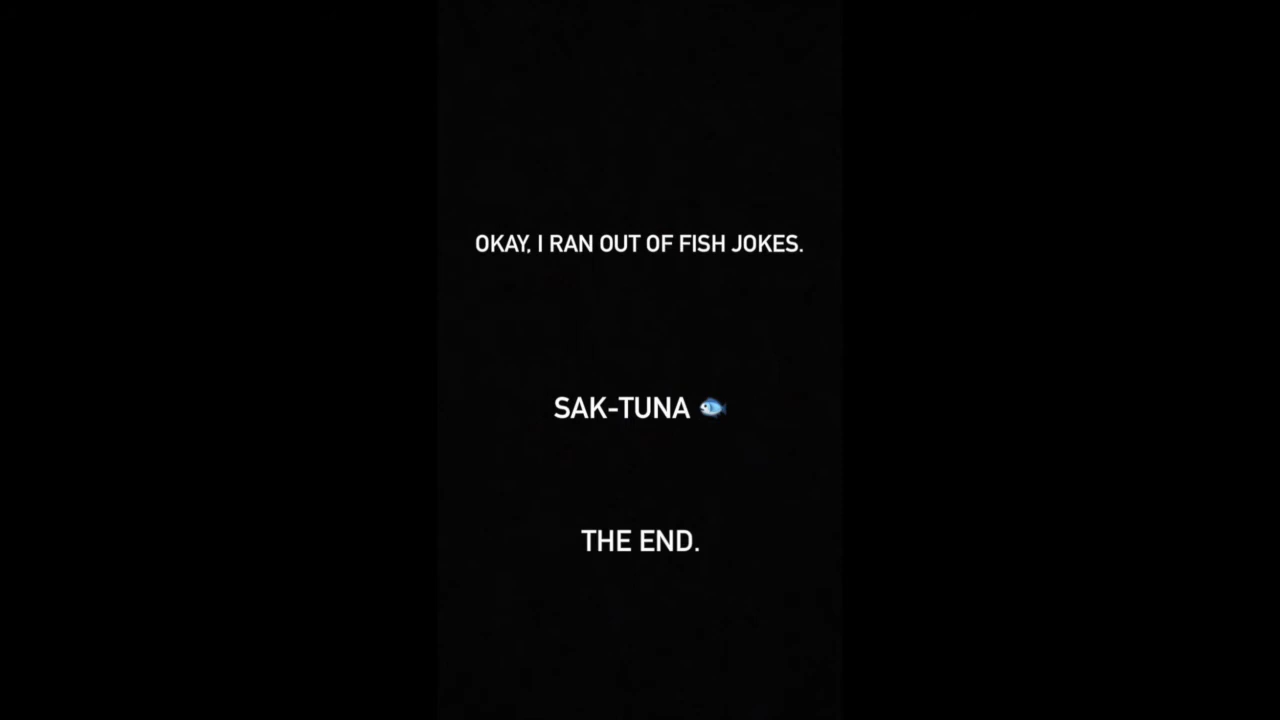 OKAY, I RAN OUT OF FISH JOKES.
SAK-TUNA 🐟
THE END.